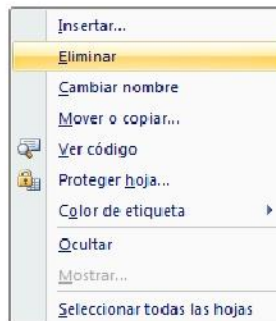 Insertar...
Eliminar
Cambiar nombre
Mover o copiar...
Ver código
Proteger hoja...
Color de etiqueta
Ocultar
Mostrar...
Seleccionar todas las hojas